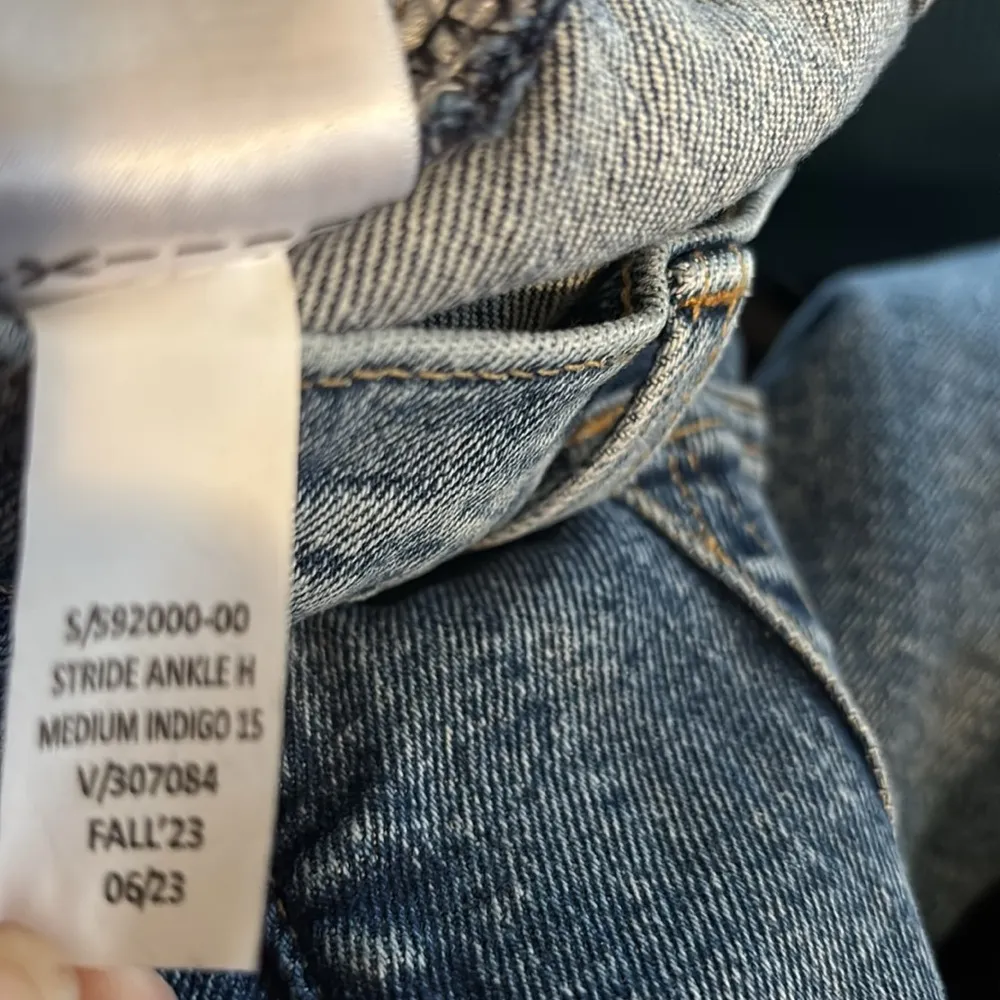 S/592000-00
STRIDE ANKLE H
MEDIUM INDIGO 15
V/307084
FALL'23
06/23